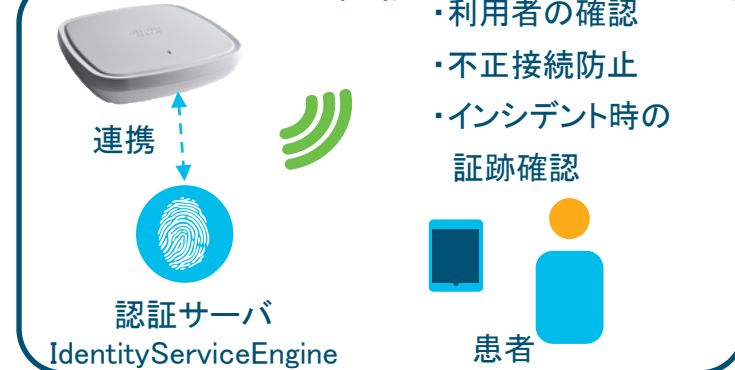 ・利用者の確認
・不正接続防止
・インシデント時の
証跡確認
連携
認証サーバ
IdentityServiceEngine
患者